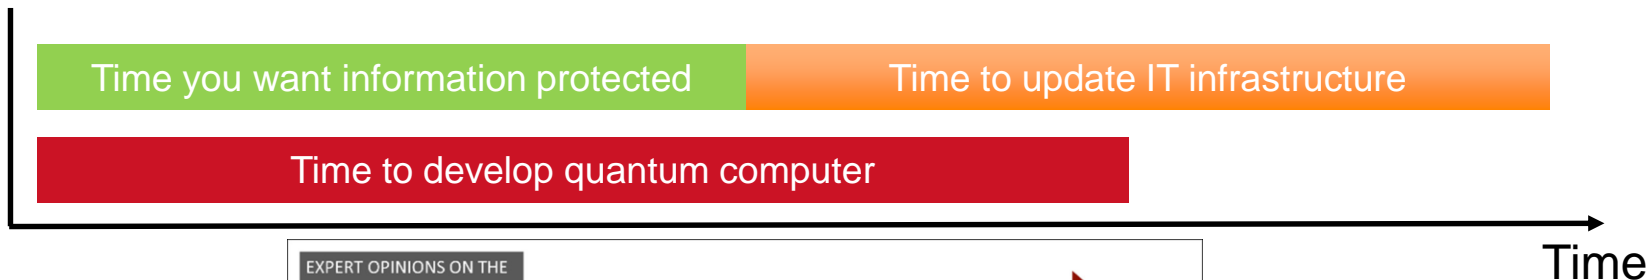 Time you want information protected
Time to update IT infrastructure
Time to develop quantum computer
Time
EXPERT OPINIONS ON THE